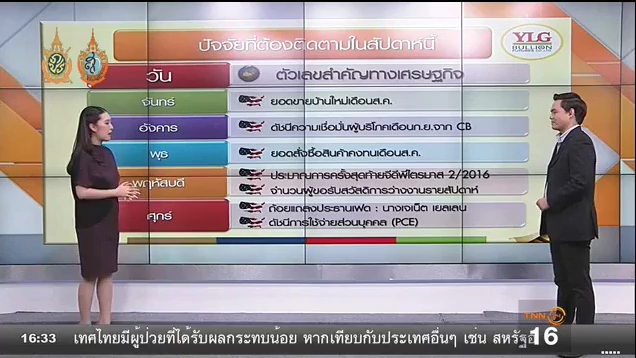 ปัจจัยที่ต้องติดตามในสัปดาห์นี้
YLG
BULLION
วัน
ตัวเลขสำคัญทางเศรษฐกิจ
จันทร์
ยอดขายบ้านใหม่เดือนส.ค.
อังคาร
ดัชนีความเชื่อมั่นผู้บริโภคเดือนก.ย.จาก CB
พุธ
ยอดสั่งซื้อสินค้าคงทนเดือนส.ค.
พฤหัสบดี
ประมาณการครั้งสุดท้ายจีดีพีไตรมาส 2/2016
จำนวนผู้ขอรับสวัสดิการว่างงานรายสัปดาห์
ศุกร์
ถ้อยแถลงประธานเฟด : นางเจเน็ต เยลเลน
ดัชนีการใช้จ่ายส่วนบุคคล (PCE)
TNN
16
16:33
เทศไทยมีผู้ป่วยที่ได้รับผลกระทบน้อย หากเทียบกับประเทศอื่นๆ เช่น สหรัฐอ